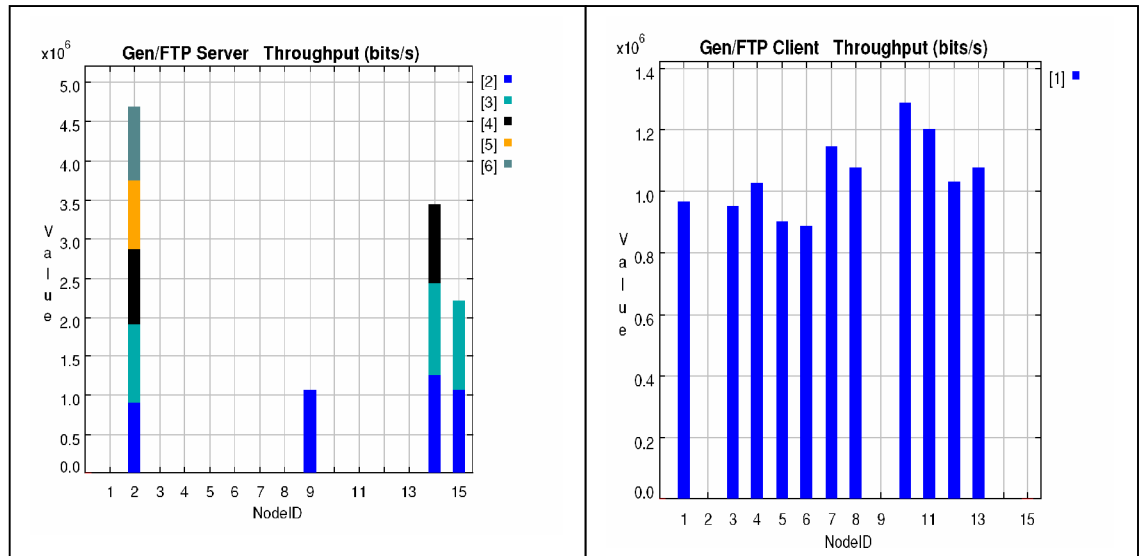 x10^6
Gen/FTP Server Throughput (bits/s)
5.0
4.5
4.0
3.5
3.0
2.5
2.0
1.5
1.0
0.5
0.0
Value
1 2 3 4 5 6 7 8 9 11 13 15
NodeID
[2]
[3]
[4]
[5]
[6]
x10^6
Gen/FTP Client Throughput (bits/s)
1.4
1.2
1.0
0.8
0.6
0.4
0.2
0.0
Value
1 2 3 4 5 6 7 8 9 11 13 15
NodeID
[1]